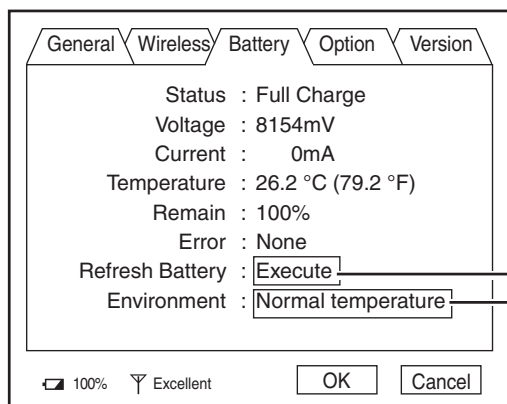 General Wireless Battery Option Version
Status : Full Charge
Voltage : 8154mV
Current : 0mA
Temperature : 26.2 °C (79.2 °F)
Remain : 100%
Error : None
Refresh Battery : Execute
Environment : Normal temperature
100% Excellent OK Cancel